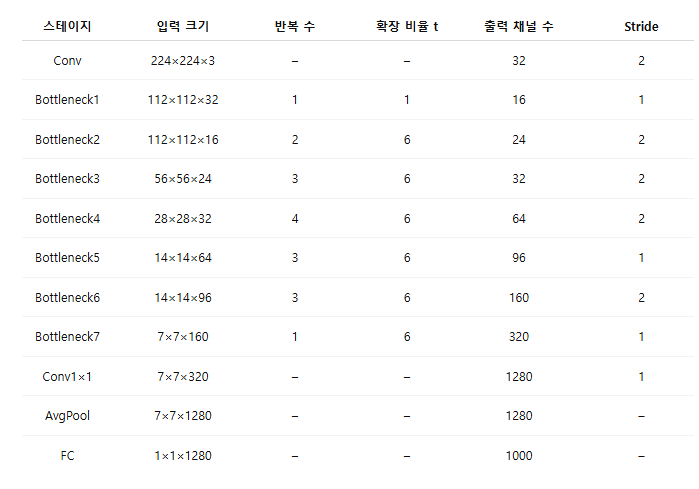 스테이지 입력 크기 반복 수 확장 비율 t 출력 채널 수 Stride
Conv 224×224×3 – – 32 2
Bottleneck1 112×112×32 1 1 16 1
Bottleneck2 112×112×16 2 6 24 2
Bottleneck3 56×56×24 3 6 32 2
Bottleneck4 28×28×32 4 6 64 2
Bottleneck5 14×14×64 3 6 96 1
Bottleneck6 14×14×96 3 6 160 2
Bottleneck7 7×7×160 1 6 320 1
Conv1×1 7×7×320 – – 1280 1
AvgPool 7×7×1280 – – 1280 –
FC 1×1×1280 – – 1000 –